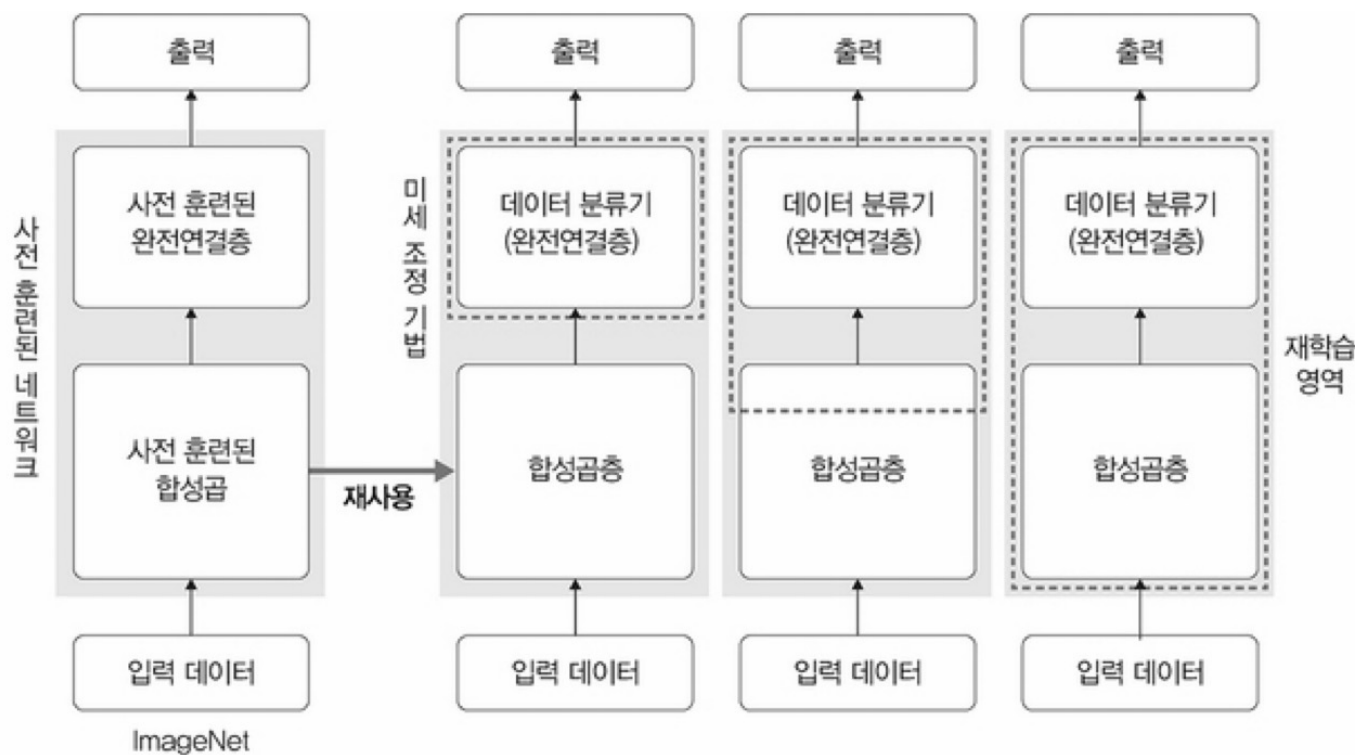 출력
사전 훈련된
완전연결층
사전 훈련된 네트워크
사전 훈련된
합성곱
재사용
입력 데이터
ImageNet
미세 조정 기법
출력
데이터 분류기
(완전연결층)
합성곱층
입력 데이터
출력
데이터 분류기
(완전연결층)
합성곱층
입력 데이터
출력
데이터 분류기
(완전연결층)
합성곱층
입력 데이터
재학습
영역